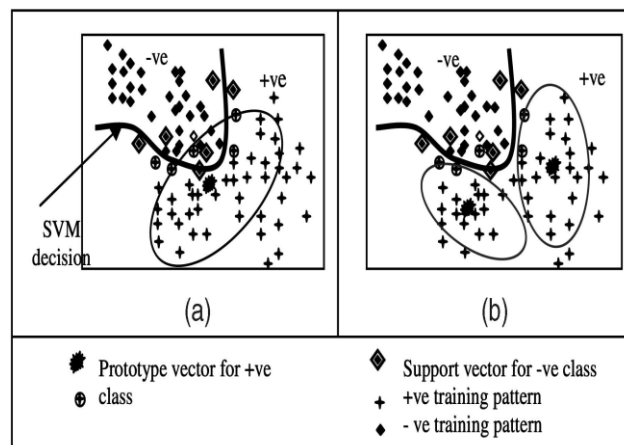 -ve
+ve
SVM
decision
(a)
-ve
+ve
(b)
Prototype vector for +ve
class
Support vector for -ve class
+ve training pattern
- ve training pattern